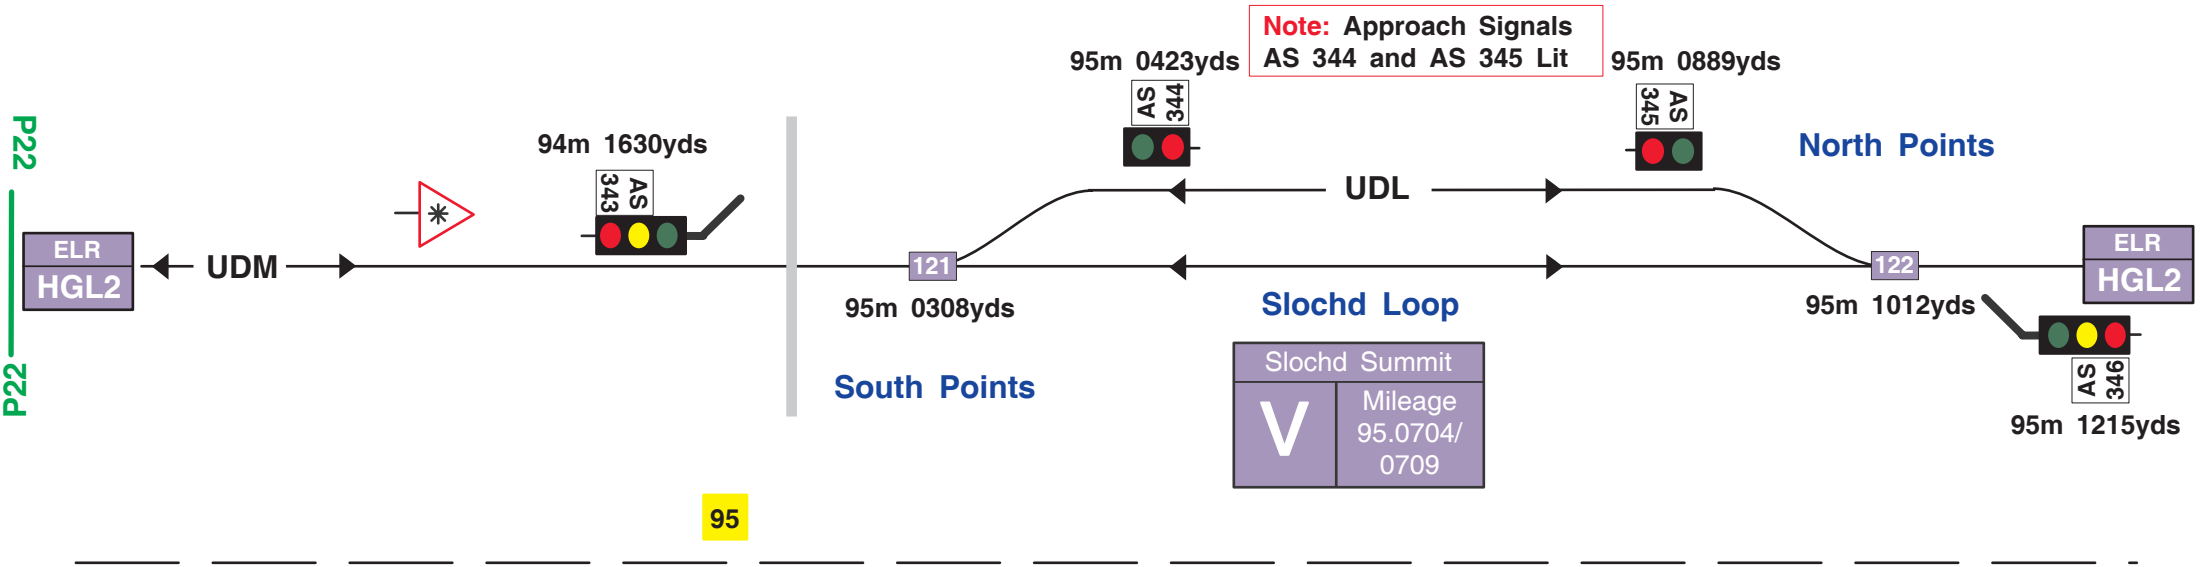 Note: Approach Signals
AS 344 and AS 345 Lit
95m 0423yds
95m 0889yds
AS
344
345
AS
North Points
P22
94m 1630yds
343
AS
UDL
ELR
HGL2
UDM
121
122
ELR
HGL2
95m 0308yds
Slochd Loop
95m 1012yds
South Points
Slochd Summit
V
Mileage
95.0704/
0709
AS
346
95m 1215yds
P22
95